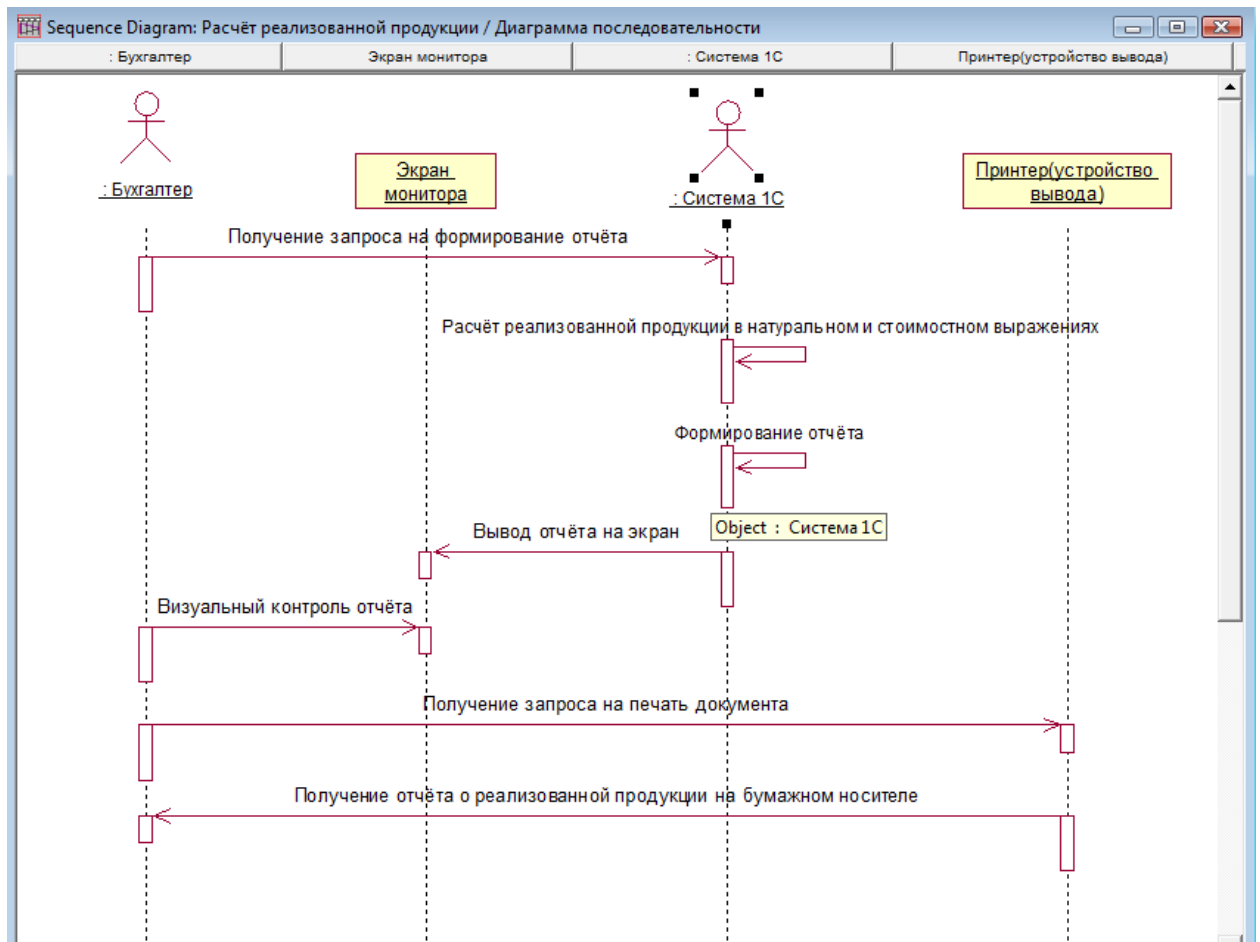 Sequence Diagram: Расчёт реализованной продукции / Диаграмма последовательности
: Бухгалтер
Экран монитора
: Система 1С
Принтер(устройство вывода)
: Бухгалтер
Экран
монитора
: Система 1С
Принтер(устройство
вывода)
Получение запроса на формирование отчёта
Расчёт реализованной продукции в натуральном и стоимостном выражениях
Формирование отчёта
Вывод отчёта на экран
Object : Система 1С
Визуальный контроль отчёта
Получение запроса на печать документа
Получение отчёта о реализованной продукции на бумажном носителе